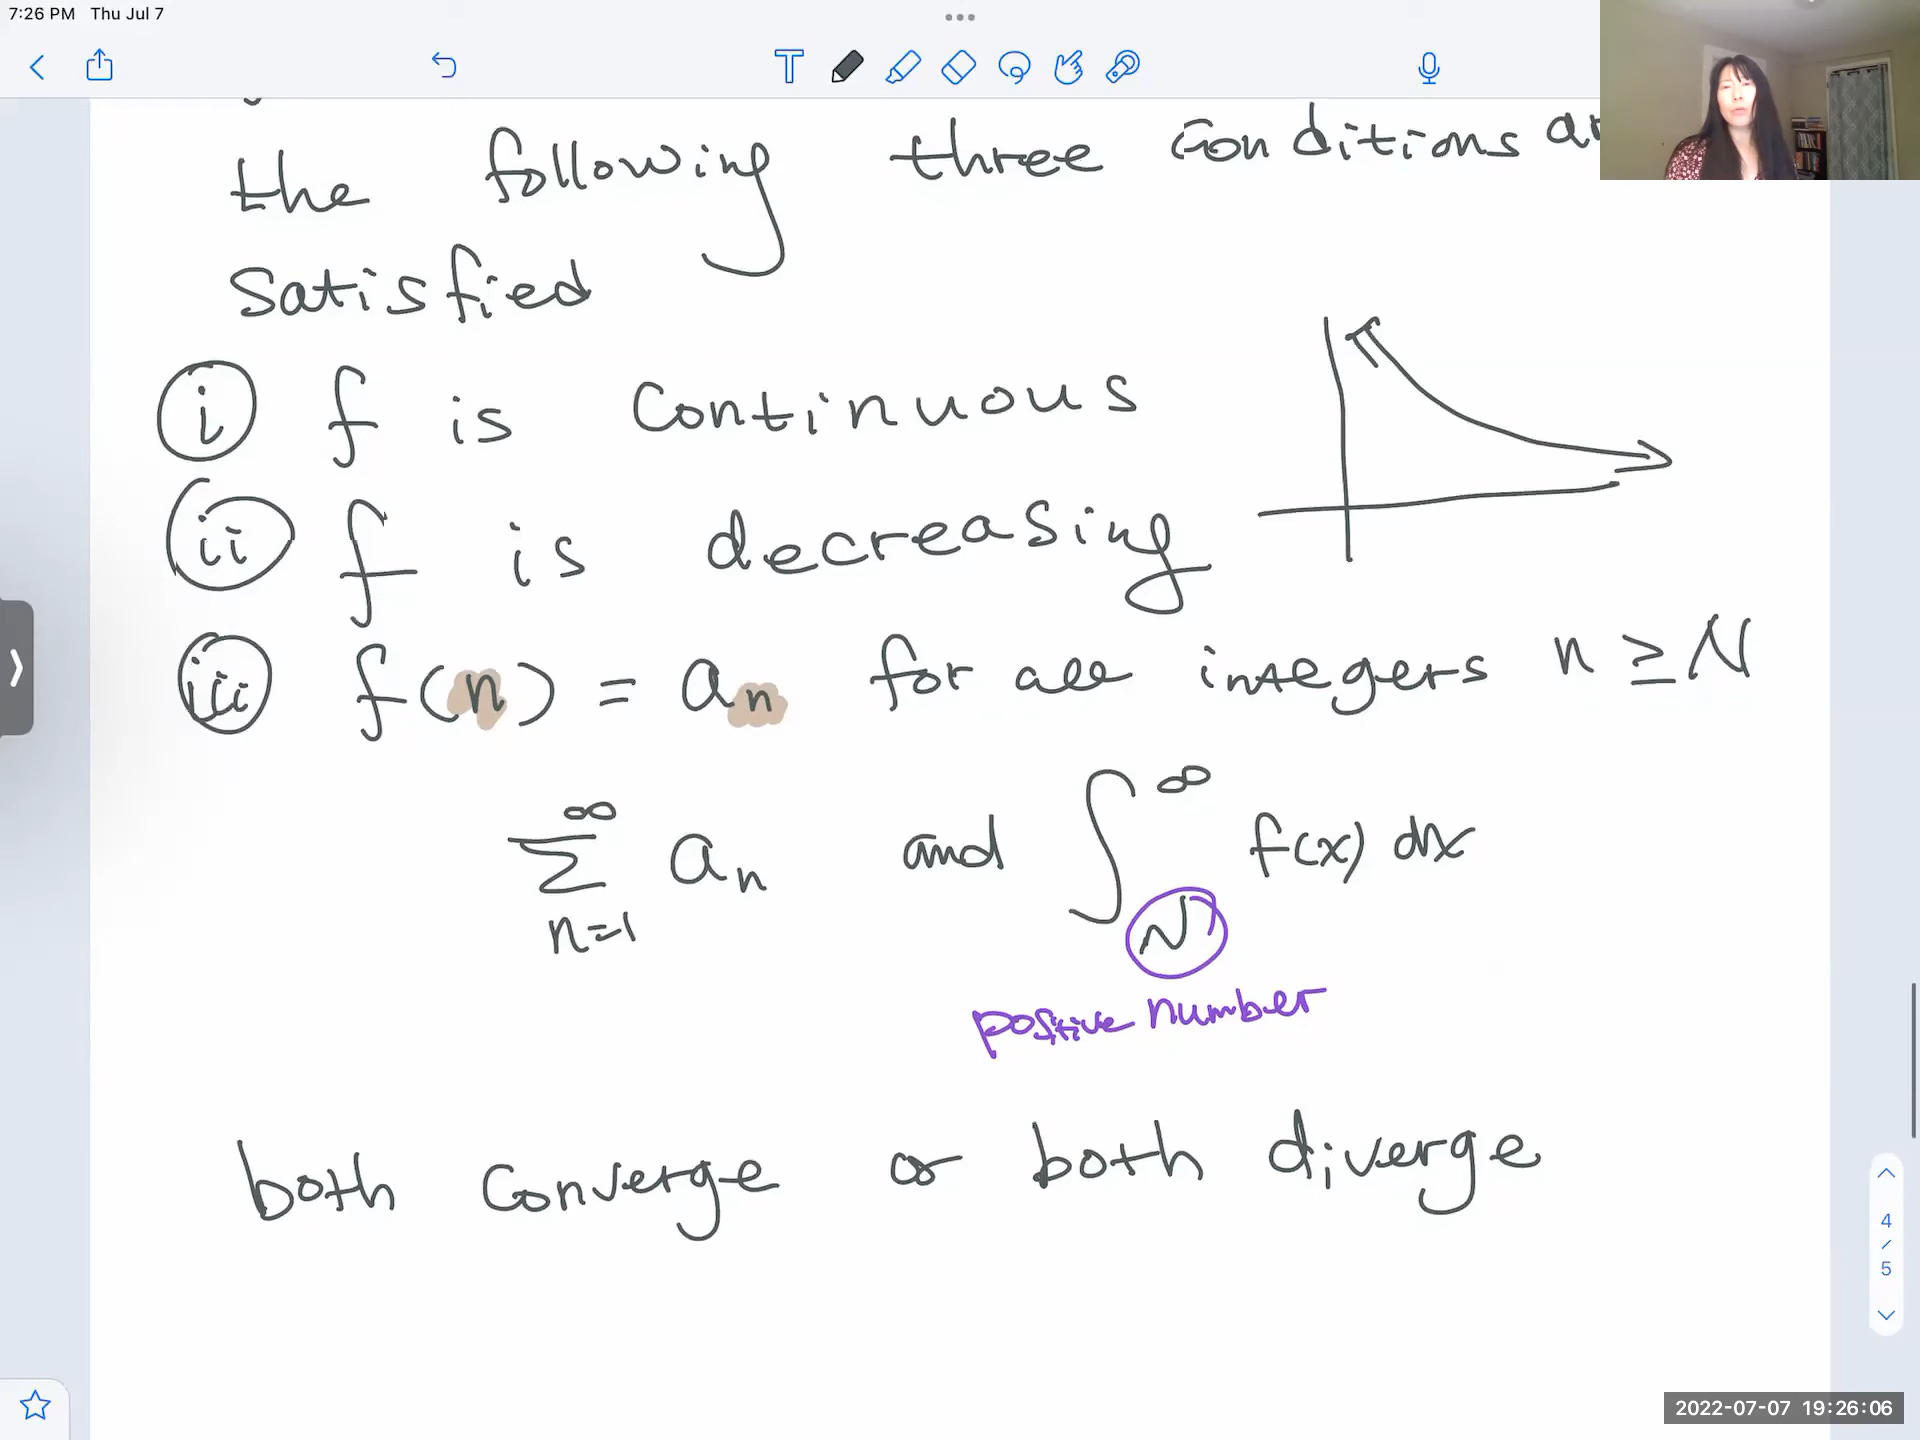 7:26 PM Thu Jul 7
the following three conditions
satisfied
i f is continuous
ii f is decreasing
iii f(n) = aₙ for all integers n ≥ N
∞
Σ aₙ and ∫ f(x) dx
n=1 N
positive number
both converge or both diverge
4
/
5
2022-07-07 19:26:06